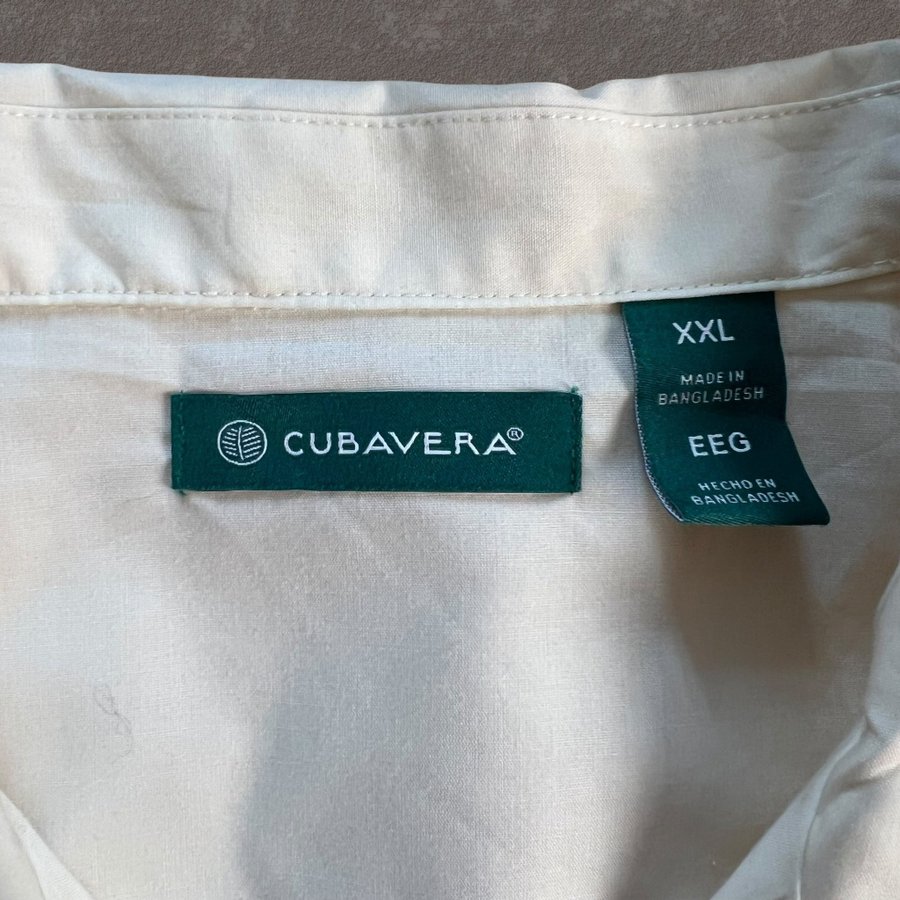 CUBAVERA®
XXL
MADE IN
BANGLADESH
EEG
HECHO EN
BANGLADESH